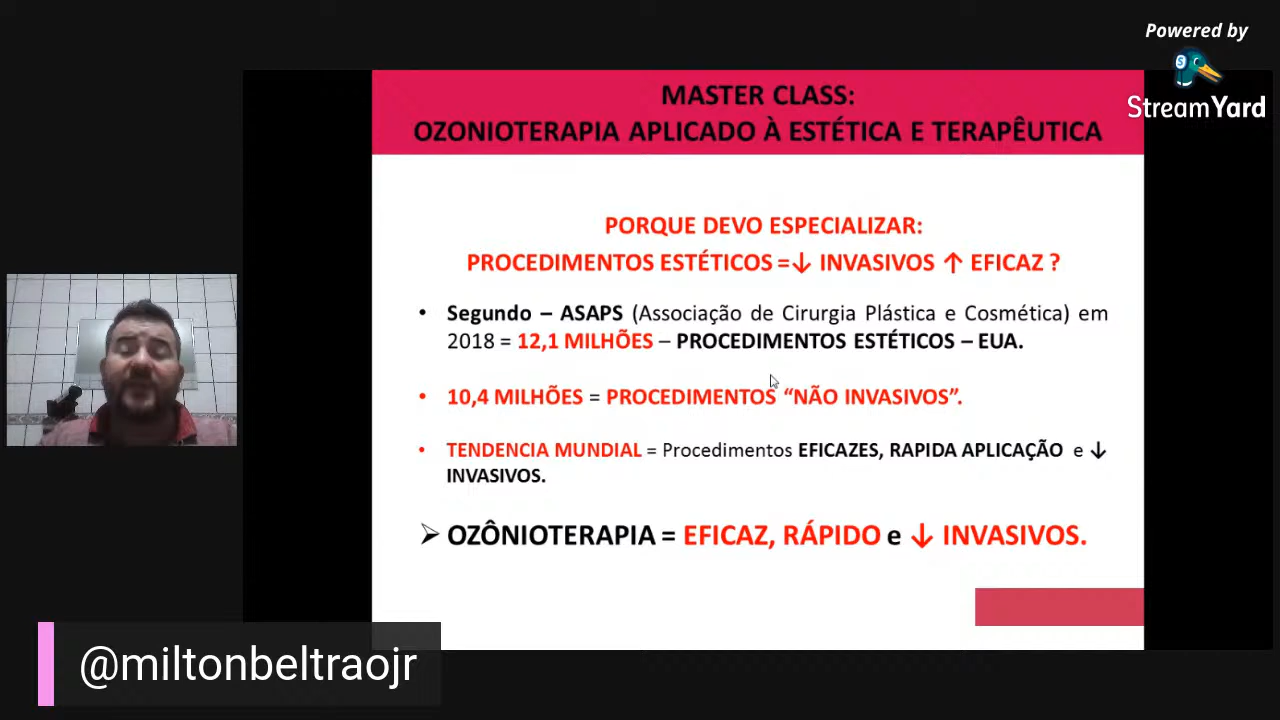 Powered by
StreamYard
MASTER CLASS:
OZONIOTERAPIA APLICADO À ESTÉTICA E TERAPÊUTICA
PORQUE DEVO ESPECIALIZAR:
PROCEDIMENTOS ESTÉTICOS =↓ INVASIVOS ↑ EFICAZ ?
• Segundo – ASAPS (Associação de Cirurgia Plástica e Cosmética) em
2018 = 12,1 MILHÕES – PROCEDIMENTOS ESTÉTICOS – EUA.
• 10,4 MILHÕES = PROCEDIMENTOS “NÃO INVASIVOS”.
• TENDENCIA MUNDIAL = Procedimentos EFICAZES, RAPIDA APLICAÇÃO e ↓
INVASIVOS.
➢ OZÔNIOTERAPIA = EFICAZ, RÁPIDO e ↓ INVASIVOS.
@miltonbeltraojr